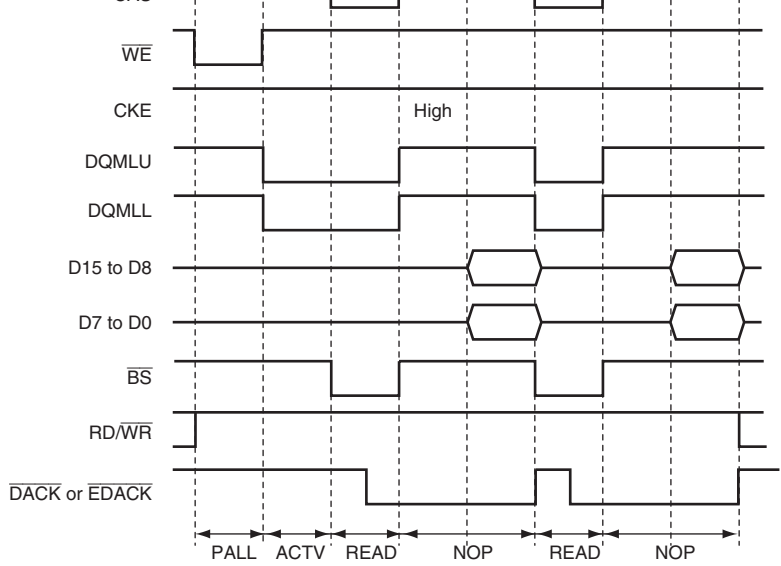 WE
CKE
High
DQMLU
DQMLL
D15 to D8
D7 to D0
BS
RD/WR
DACK or EDACK
PALL ACTV READ NOP READ NOP